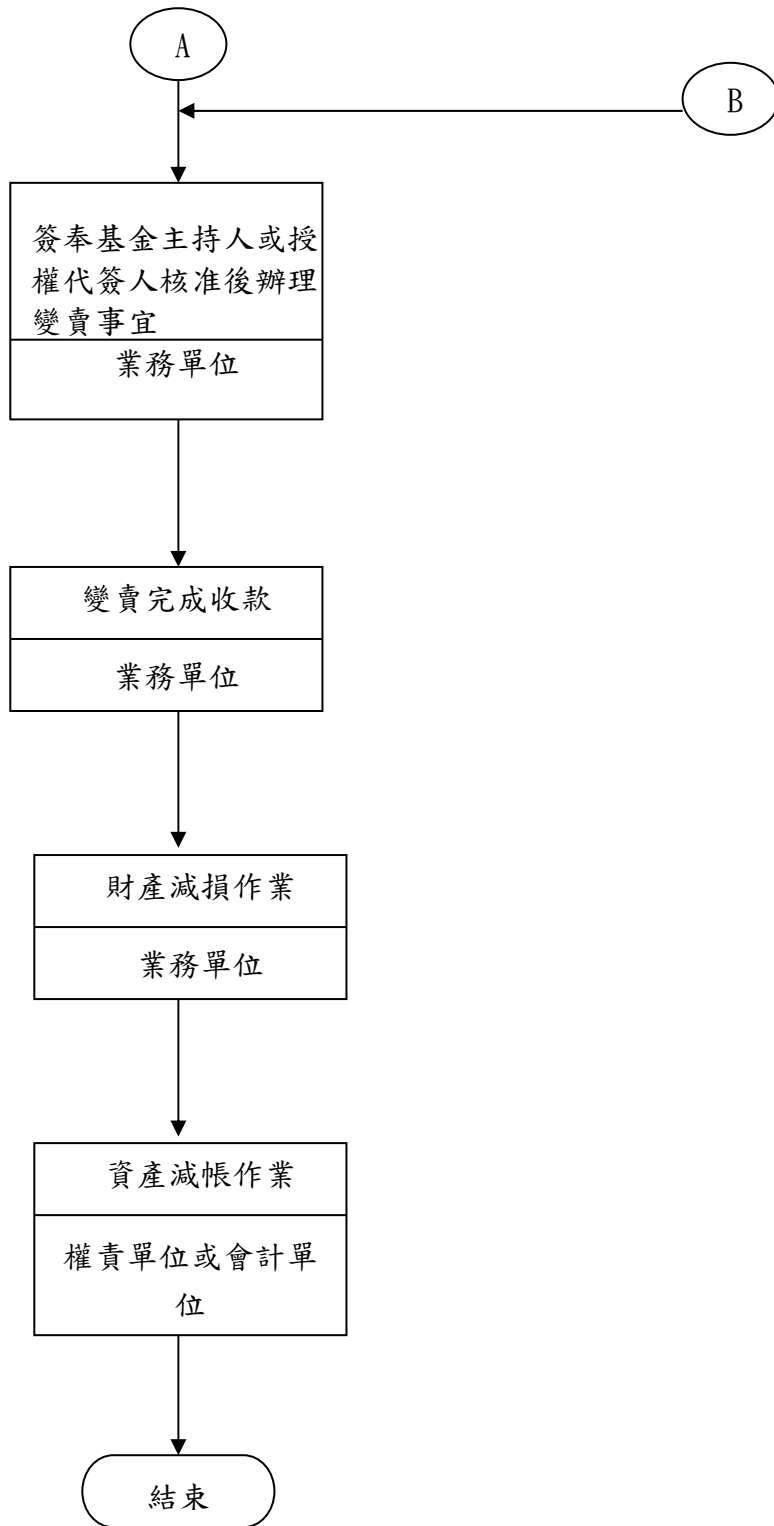 A
B
簽奉基金主持人或授
權代簽人核准後辦理
變賣事宜
業務單位
變賣完成收款
業務單位
財產減損作業
業務單位
資產減帳作業
權責單位或會計單
位
結束